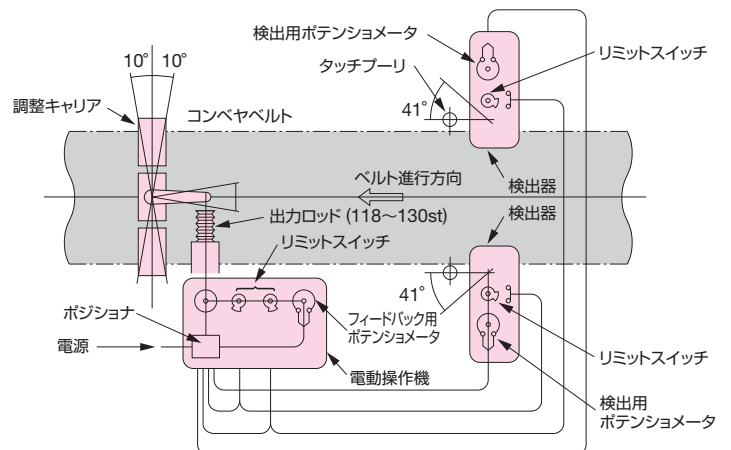 検出用ポテンショメータ
リミットスイッチ
10° 10°
タッチプーリ
調整キャリア
コンベヤベルト
41°
ベルト進行方向
検出器
出力ロッド (118〜130st)
検出器
リミットスイッチ
41°
ポジショナ
フィードバック用
ポテンショメータ
電源
リミットスイッチ
電動操作機
検出用
ポテンショメータ